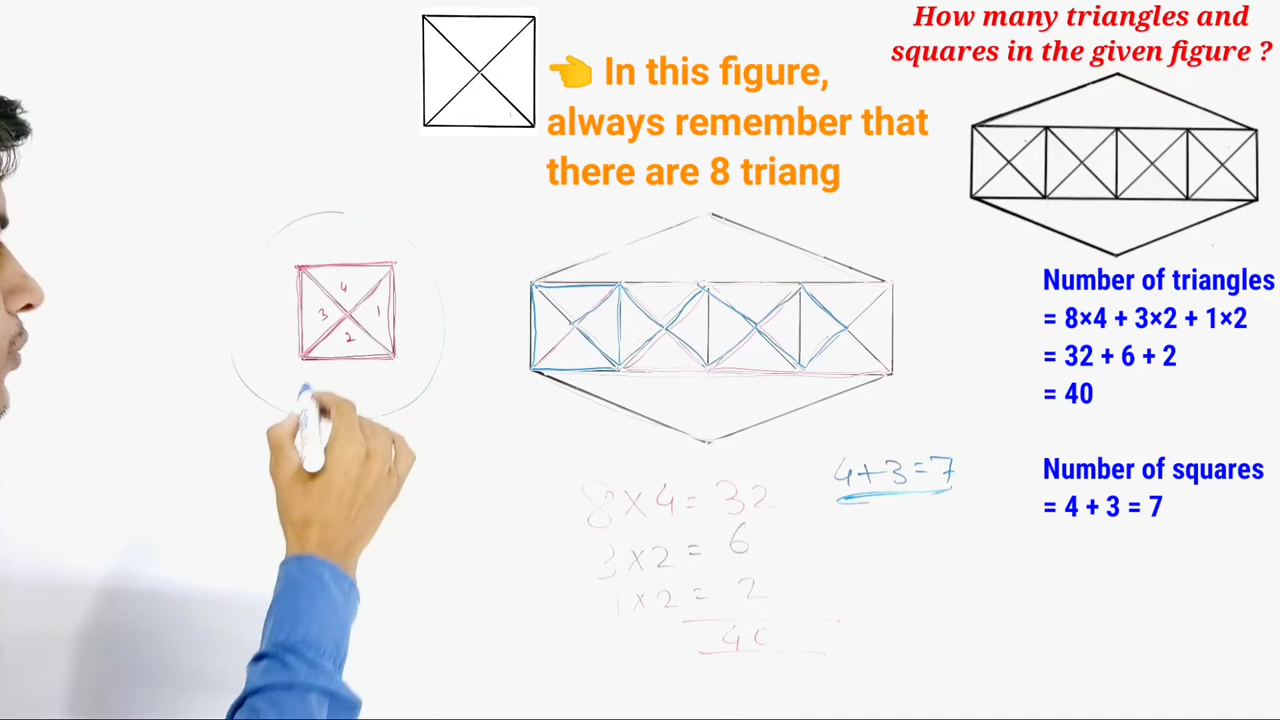 How many triangles and
squares in the given figure ?
👈 In this figure,
always remember that
there are 8 triang
4
3
1
2
Number of triangles
= 8×4 + 3×2 + 1×2
= 32 + 6 + 2
= 40
4+3=7
Number of squares
= 4 + 3 = 7
8×4=32
3×2=6
1×2=2
40